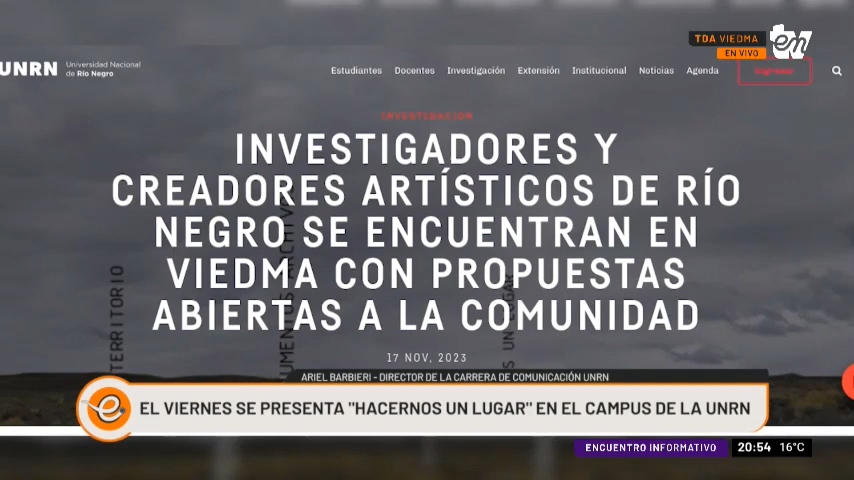 TDA VIEDMA
EN VIVO
en
UNRN
Universidad Nacional
de Río Negro
Estudiantes Docentes Investigación Extensión Institucional Noticias Agenda
INVESTIGACIÓN
INVESTIGADORES Y
CREADORES ARTÍSTICOS DE RÍO
NEGRO SE ENCUENTRAN EN
VIEDMA CON PROPUESTAS
ABIERTAS A LA COMUNIDAD
TERRITORIO
17 NOV, 2023
ARIEL BARBIERI - DIRECTOR DE LA CARRERA DE COMUNICACIÓN UNRN
e
EL VIERNES SE PRESENTA "HACERNOS UN LUGAR" EN EL CAMPUS DE LA UNRN
ENCUENTRO INFORMATIVO 20:54 16°C